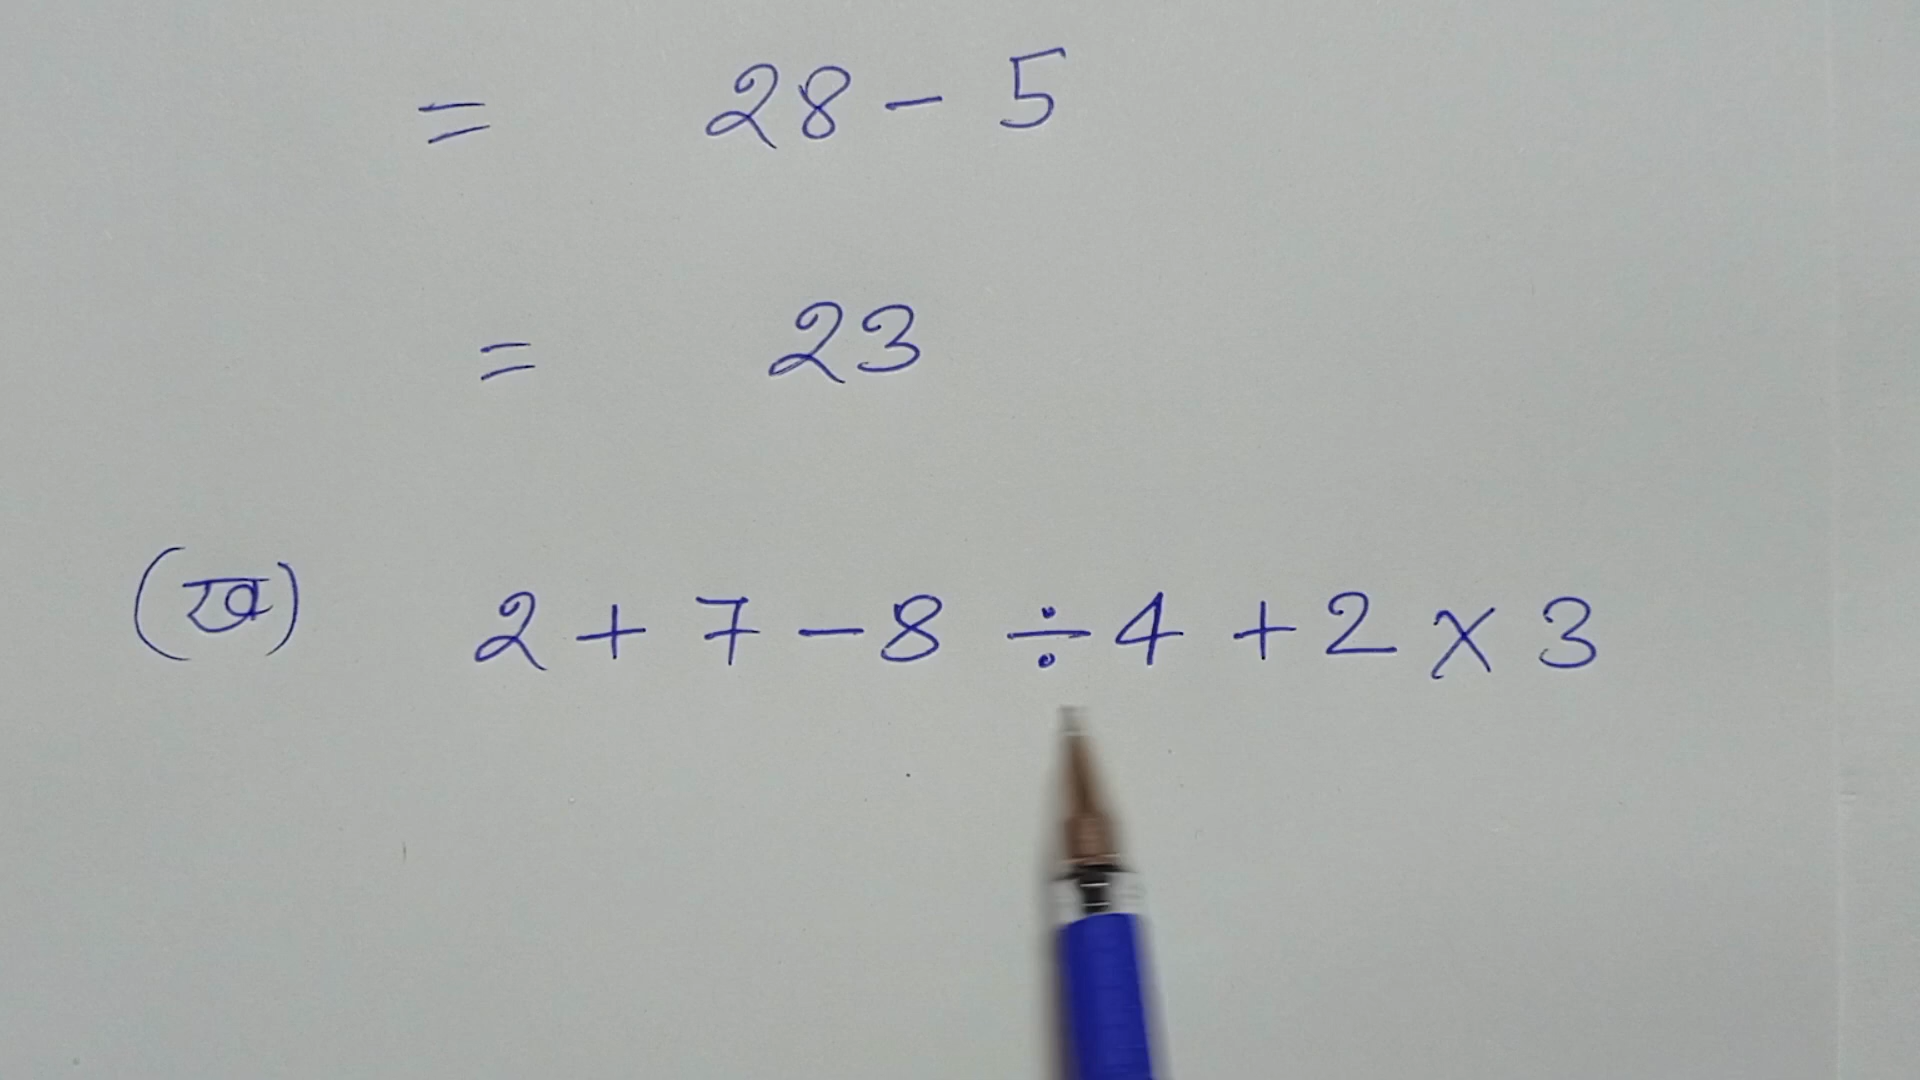 = 28 - 5
= 23
(ख) 2 + 7 - 8 ÷ 4 + 2 × 3